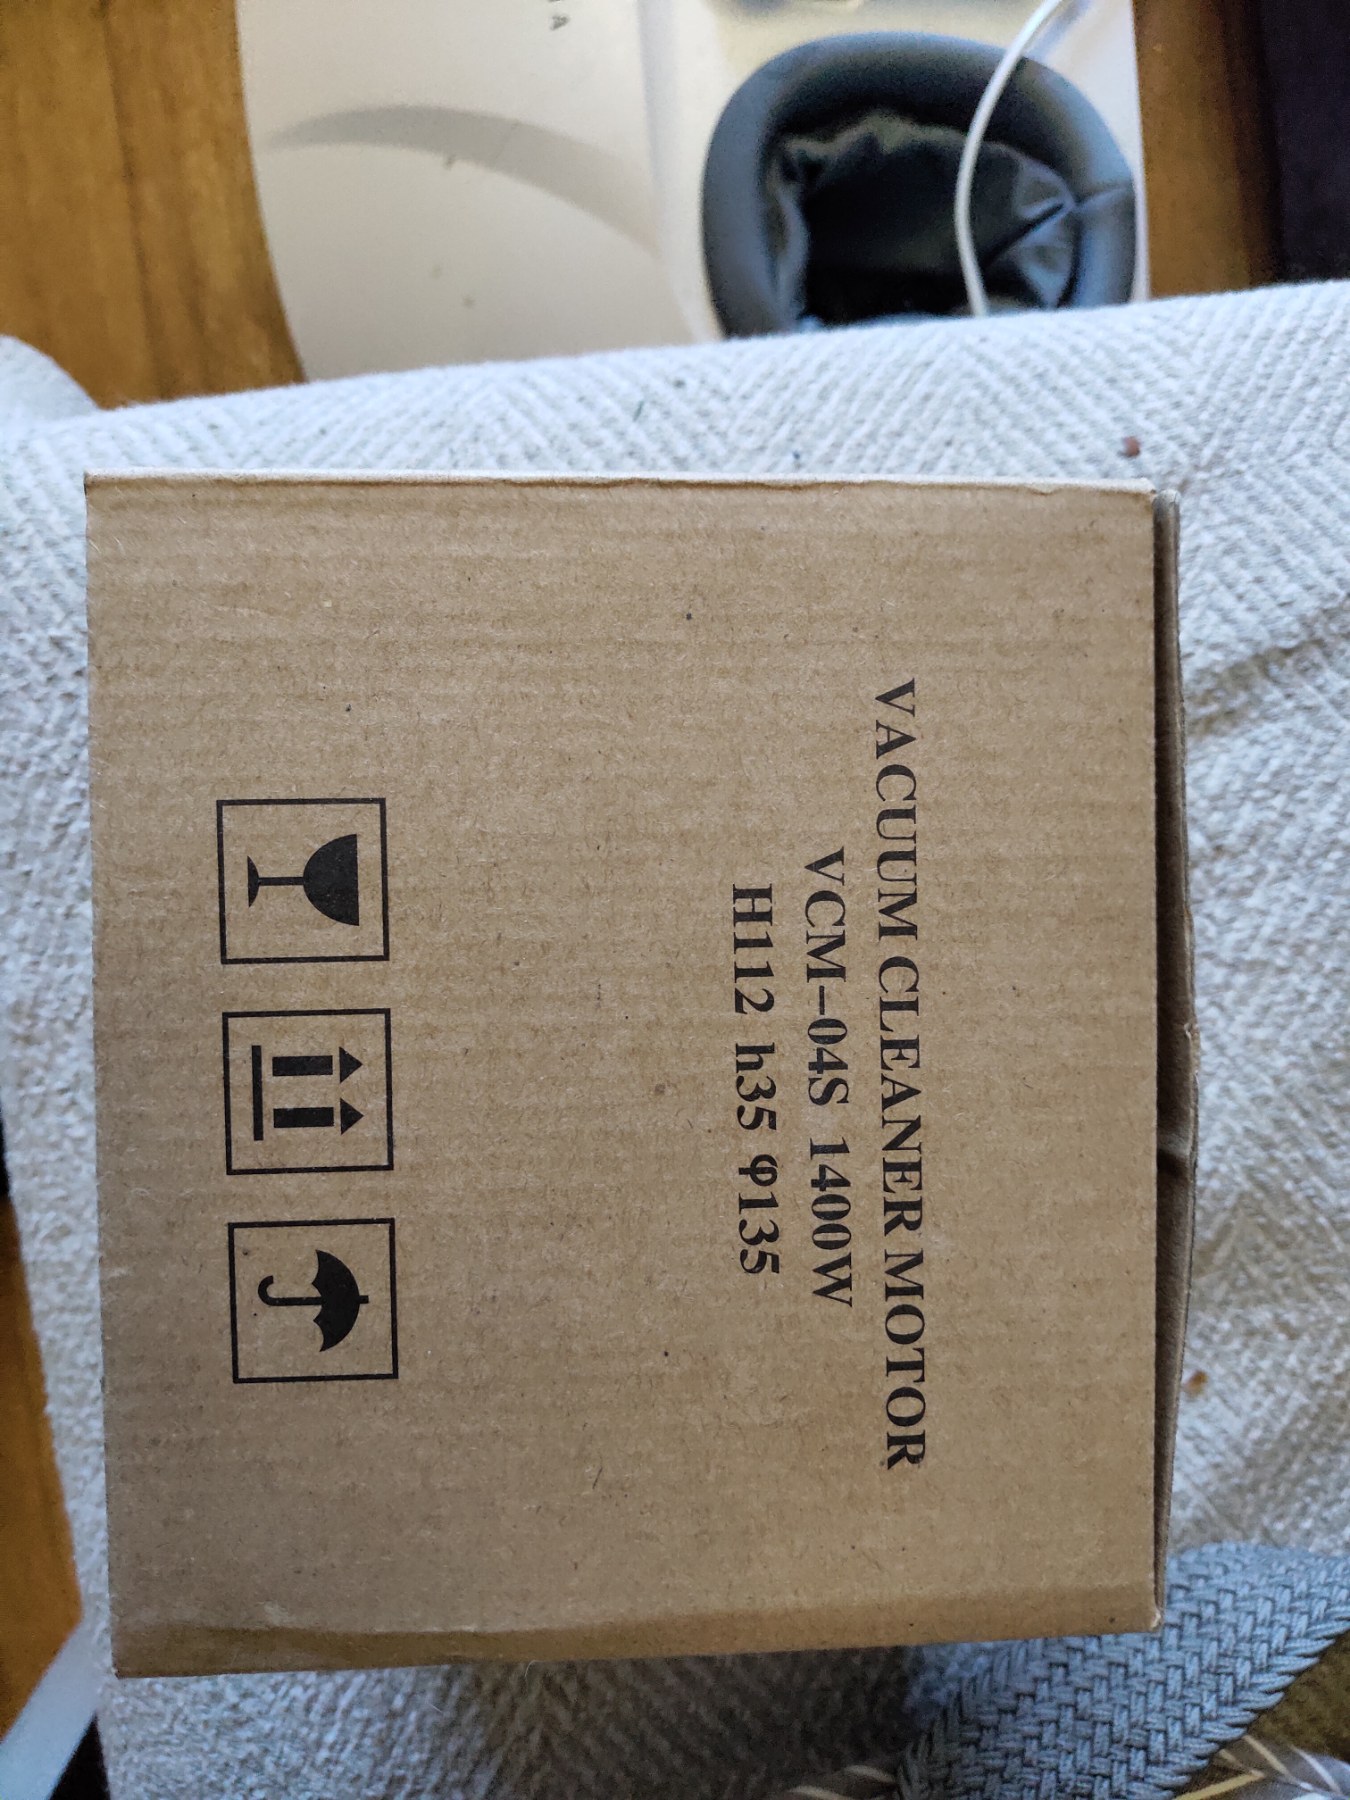 VACUUM CLEANER MOTOR
VCM-04S 1400W
H112 h35 φ135